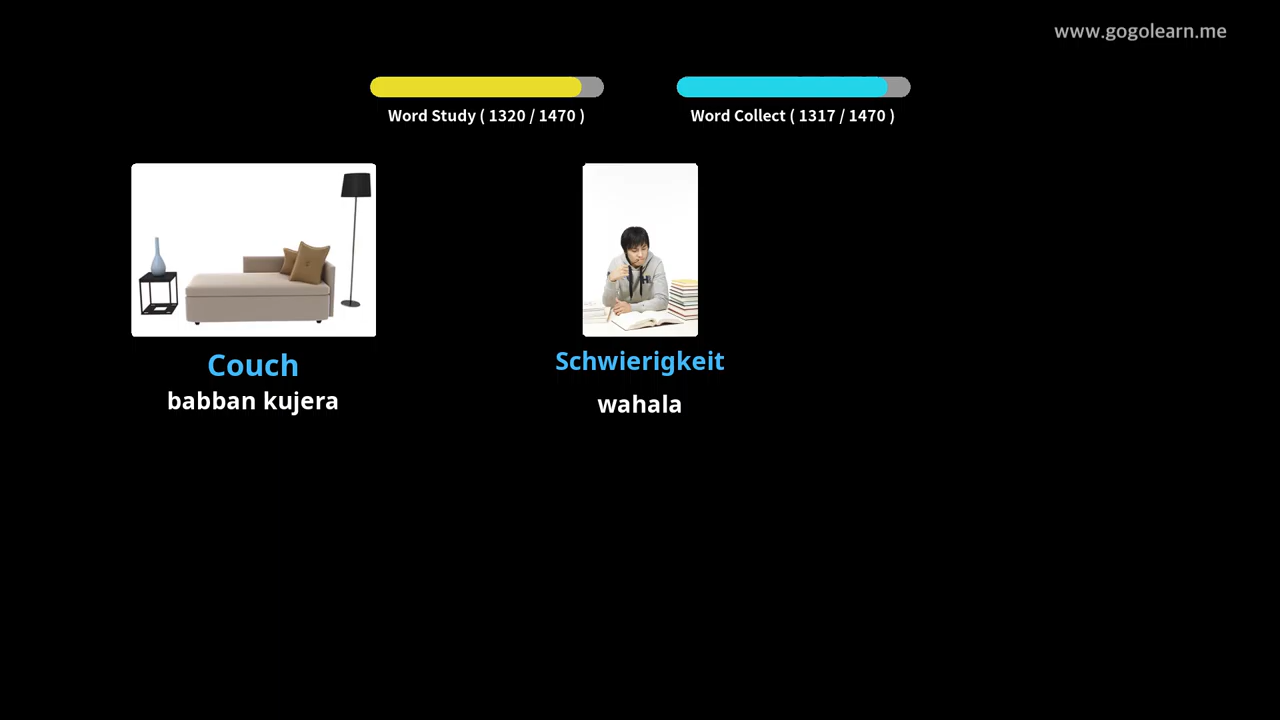 www.gogolearn.me
Word Study ( 1320 / 1470 )
Word Collect ( 1317 / 1470 )
Couch
babban kujera
Schwierigkeit
wahala